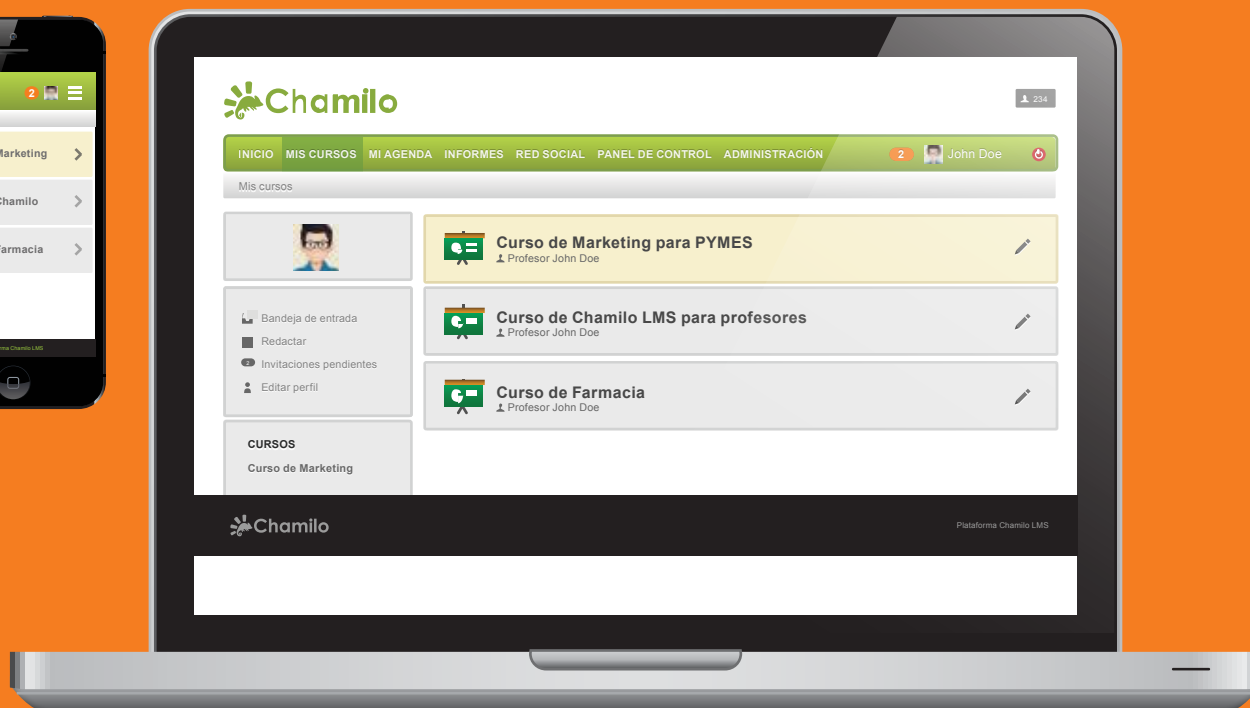 2
Marketing
Chamilo
Farmacia
Chamilo LMS
Chamilo
234
INICIO MIS CURSOS MI AGENDA INFORMES RED SOCIAL PANEL DE CONTROL ADMINISTRACIÓN 2 John Doe
Mis cursos
Curso de Marketing para PYMES
Profesor John Doe
Curso de Chamilo LMS para profesores
Profesor John Doe
Curso de Farmacia
Profesor John Doe
Bandeja de entrada
Redactar
2 Invitaciones pendientes
Editar perfil
CURSOS
Curso de Marketing
Chamilo
Plataforma Chamilo LMS